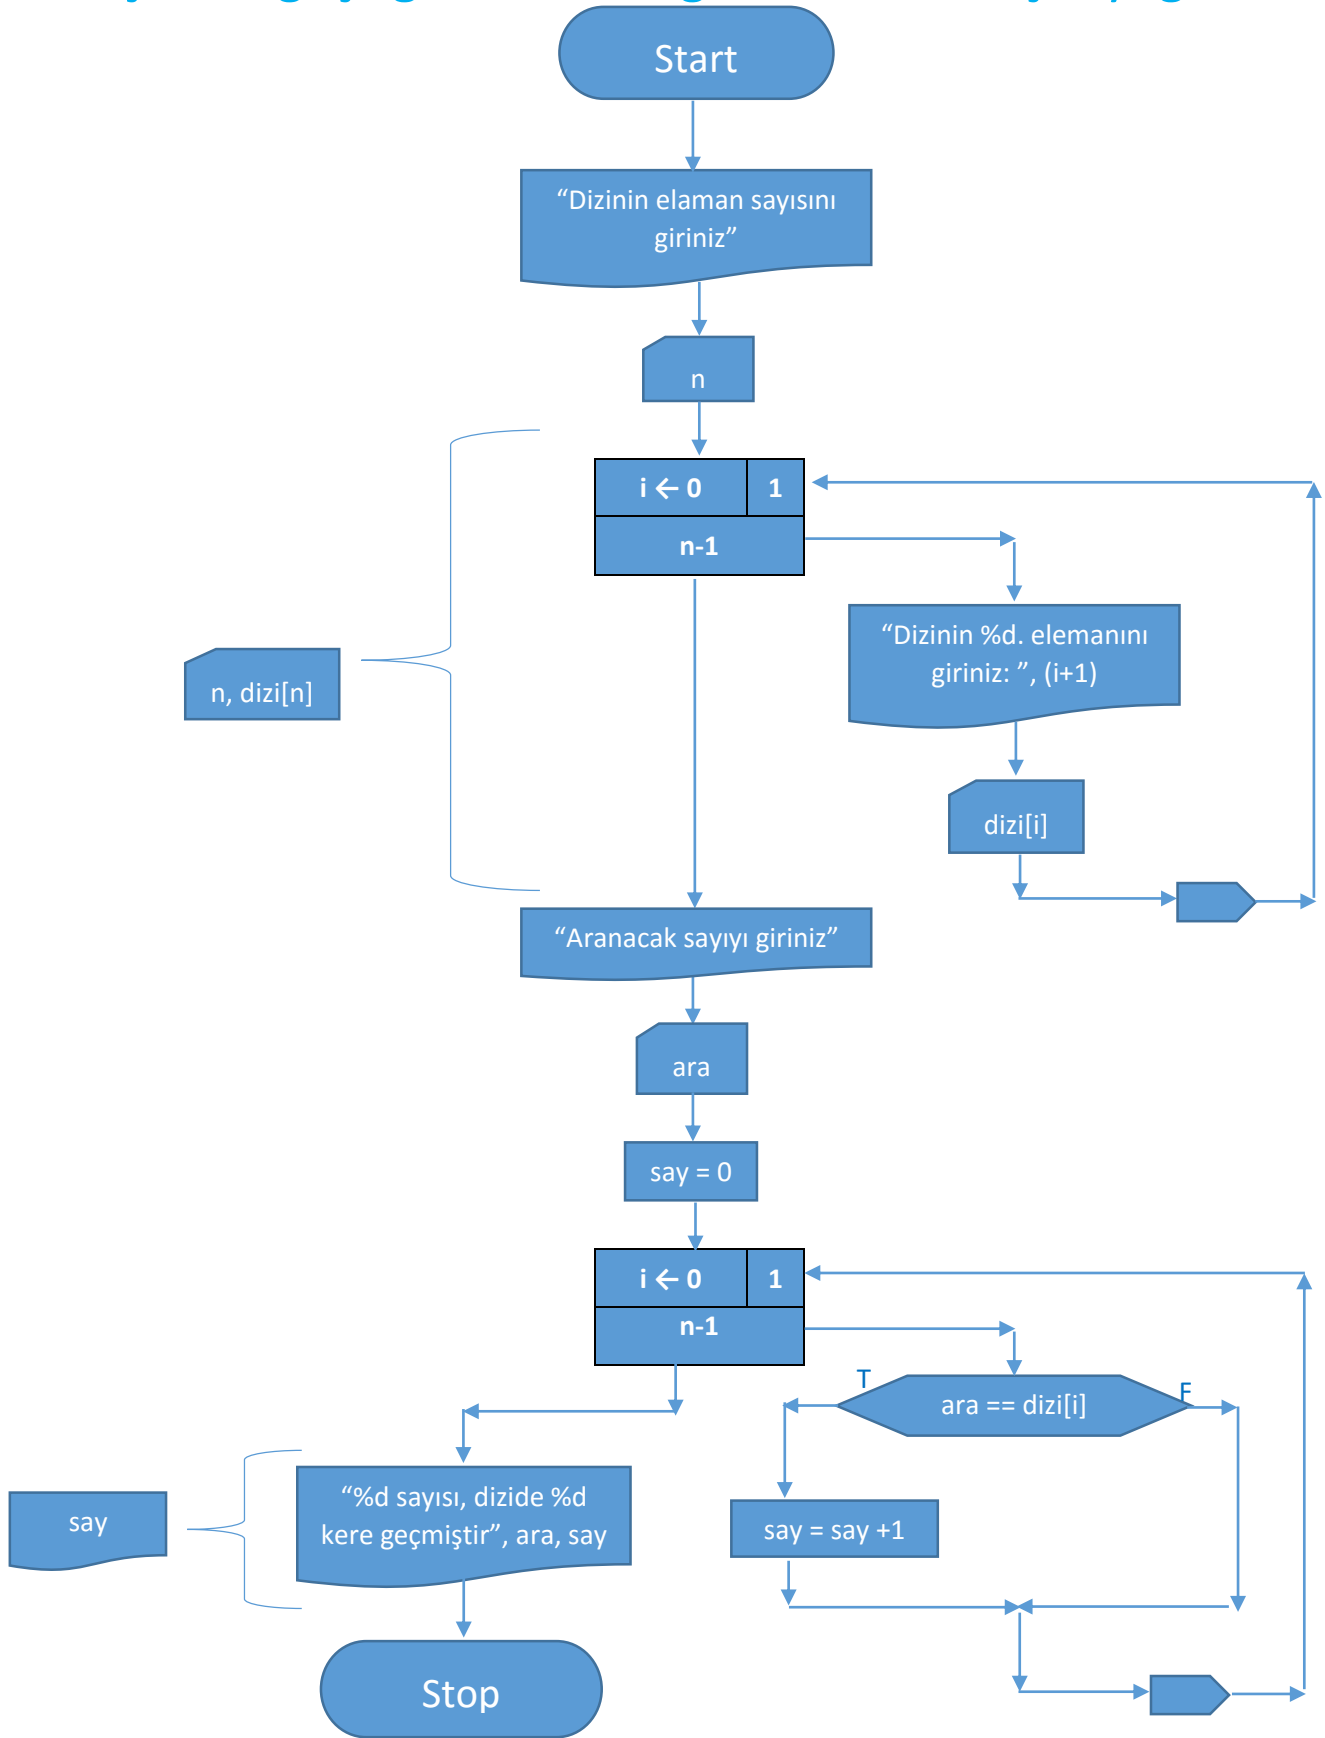 Start
“Dizinin elaman sayısını
giriniz”
n
i ← 0 1
n-1
“Dizinin %d. elemanını
giriniz: ”, (i+1)
n, dizi[n]
dizi[i]
“Aranacak sayıyı giriniz”
ara
say = 0
i ← 0 1
n-1
T
F
ara == dizi[i]
“%d sayısı, dizide %d
kere geçmiştir”, ara, say
say
say = say +1
Stop